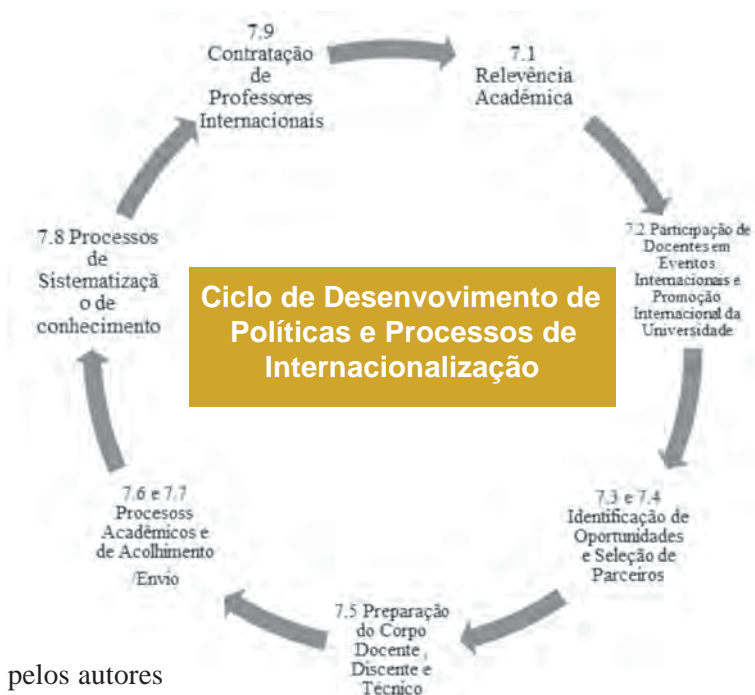 7.9
Contratação
de
Professores
Internacionais
7.1
Relevência
Acadêmica
7.2 Participação de
Docentes em
Eventos
Internacionais e
Promoção
Internacional da
Universidade
7.3 e 7.4
Identificação de
Oportunidades
e Seleção de
Parceiros
7.5 Preparação
do Corpo
Docente ,
Discente e
Técnico
7.6 e 7.7
Procesoss
Acadêmicos e
de Acolhimento
/Envio
7.8 Processos
de
Sistematizaçã
o de
conhecimento
Ciclo de Desenvovimento de
Políticas e Processos de
Internacionalização
pelos autores